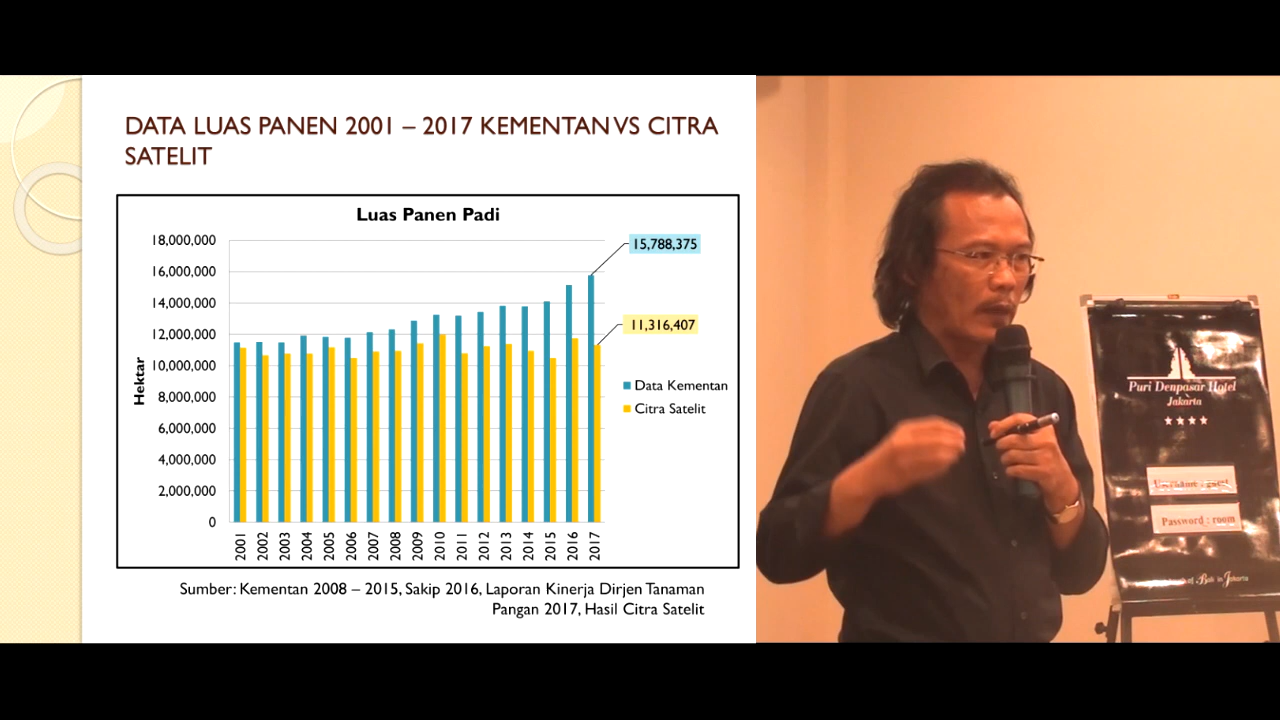 DATA LUAS PANEN 2001 – 2017 KEMENTAN VS CITRA
SATELIT
Luas Panen Padi
18,000,000
16,000,000
14,000,000
12,000,000
10,000,000
8,000,000
6,000,000
4,000,000
2,000,000
0
Hektar
15,788,375
11,316,407
Data Kementan
Citra Satelit
2001 2002 2003 2004 2005 2006 2007 2008 2009 2010 2011 2012 2013 2014 2015 2016 2017
Sumber: Kementan 2008 – 2015, Sakip 2016, Laporan Kinerja Dirjen Tanaman
Pangan 2017, Hasil Citra Satelit
Puri Denpasar Hotel
Jakarta
Password : room
of Bali in Jakarta